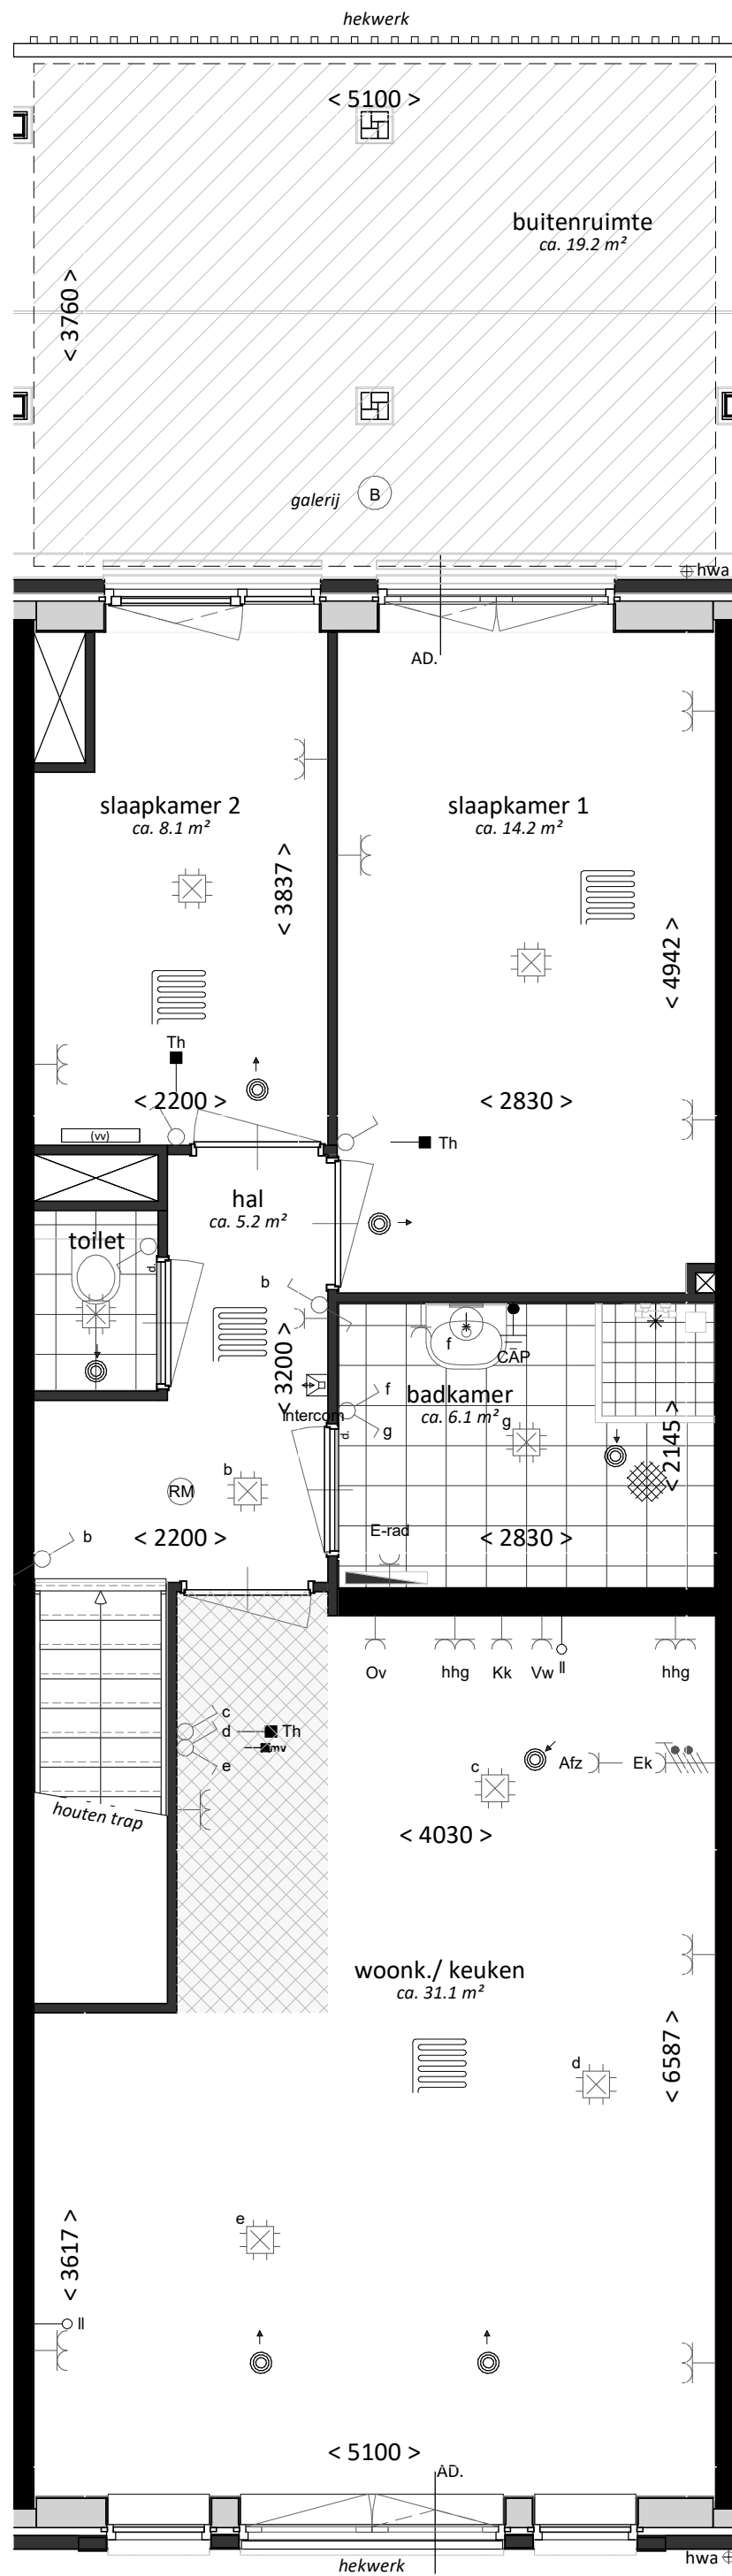 hekwerk
< 5100 >
buitenruimte
ca. 19.2 m²
< 3760 >
galerij
B
hwa
AD.
slaapkamer 2
ca. 8.1 m²
slaapkamer 1
ca. 14.2 m²
< 3837 >
< 4942 >
Th
< 2200 >
< 2830 >
(vv)
Th
hal
ca. 5.2 m²
toilet
d.
b
f
CAP
< 3200 >
f
badkamer
ca. 6.1 m²
Intercom
d.
g
g
< 2145 >
b
RM
E-rad
b
< 2200 >
< 2830 >
Ov
hhg
Kk
Vw
II
hhg
c
d
Th
mv
e
Afz
Ek
c
houten trap
< 4030 >
woonk./ keuken
ca. 31.1 m²
d
< 6587 >
e
< 3617 >
II
< 5100 >
AD.
hekwerk
hwa